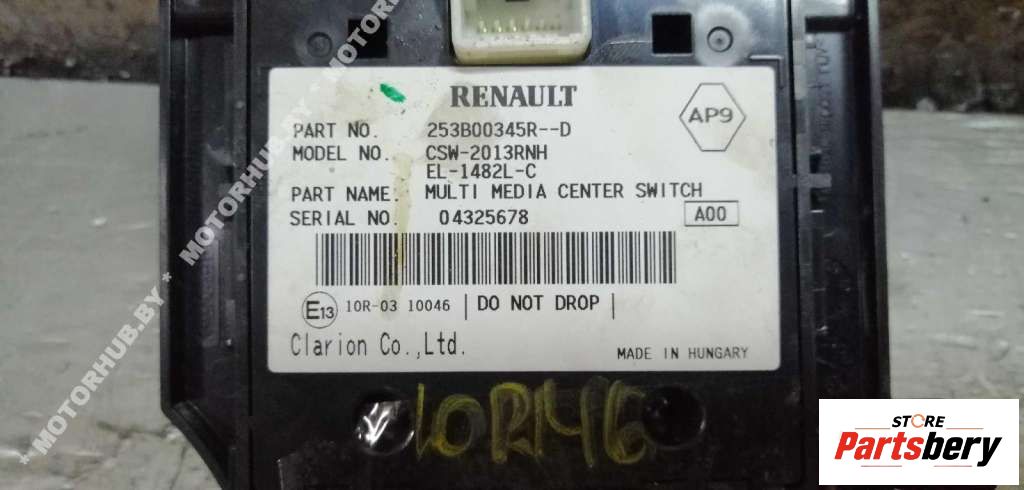 RENAULT
AP9
PART NO. 253B00345R--D
MODEL NO. CSW-2013RNH
EL-1482L-C
PART NAME. MULTI MEDIA CENTER SWITCH
SERIAL NO. 04325678
A00
E13 10R-03 10046 | DO NOT DROP |
Clarion Co.,Ltd.
MADE IN HUNGARY
10R146
* MOTORHUB.BY * MOTORHUB.BY
STORE
Partsbery